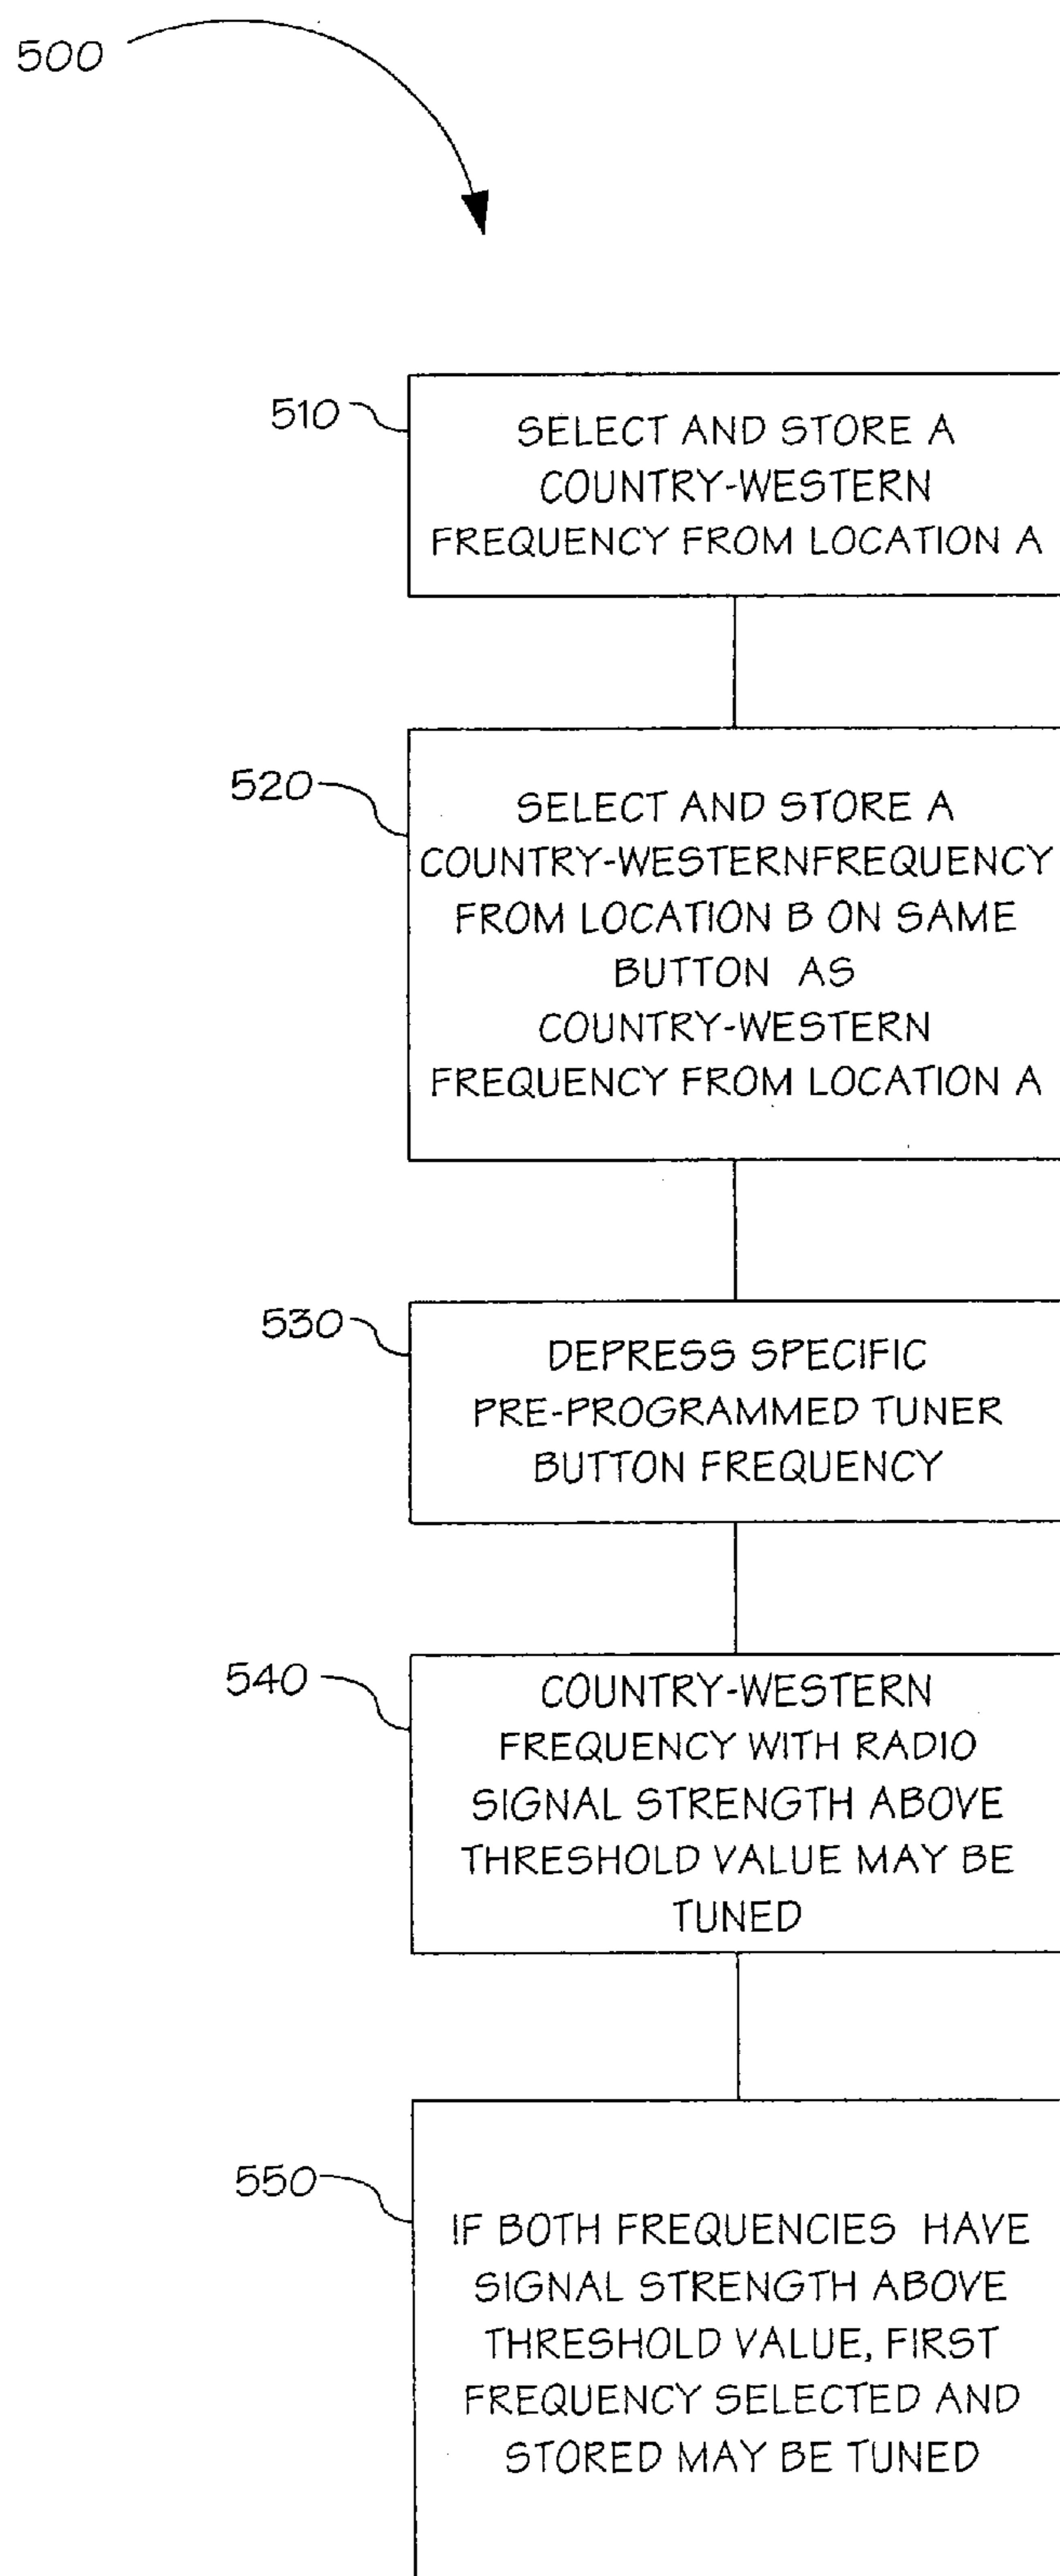 500
510
SELECT AND STORE A
COUNTRY-WESTERN
FREQUENCY FROM LOCATION A
520
SELECT AND STORE A
COUNTRY-WESTERNFREQUENCY
FROM LOCATION B ON SAME
BUTTON AS
COUNTRY-WESTERN
FREQUENCY FROM LOCATION A
530
DEPRESS SPECIFIC
PRE-PROGRAMMED TUNER
BUTTON FREQUENCY
540
COUNTRY-WESTERN
FREQUENCY WITH RADIO
SIGNAL STRENGTH ABOVE
THRESHOLD VALUE MAY BE
TUNED
550
IF BOTH FREQUENCIES HAVE
SIGNAL STRENGTH ABOVE
THRESHOLD VALUE, FIRST
FREQUENCY SELECTED AND
STORED MAY BE TUNED